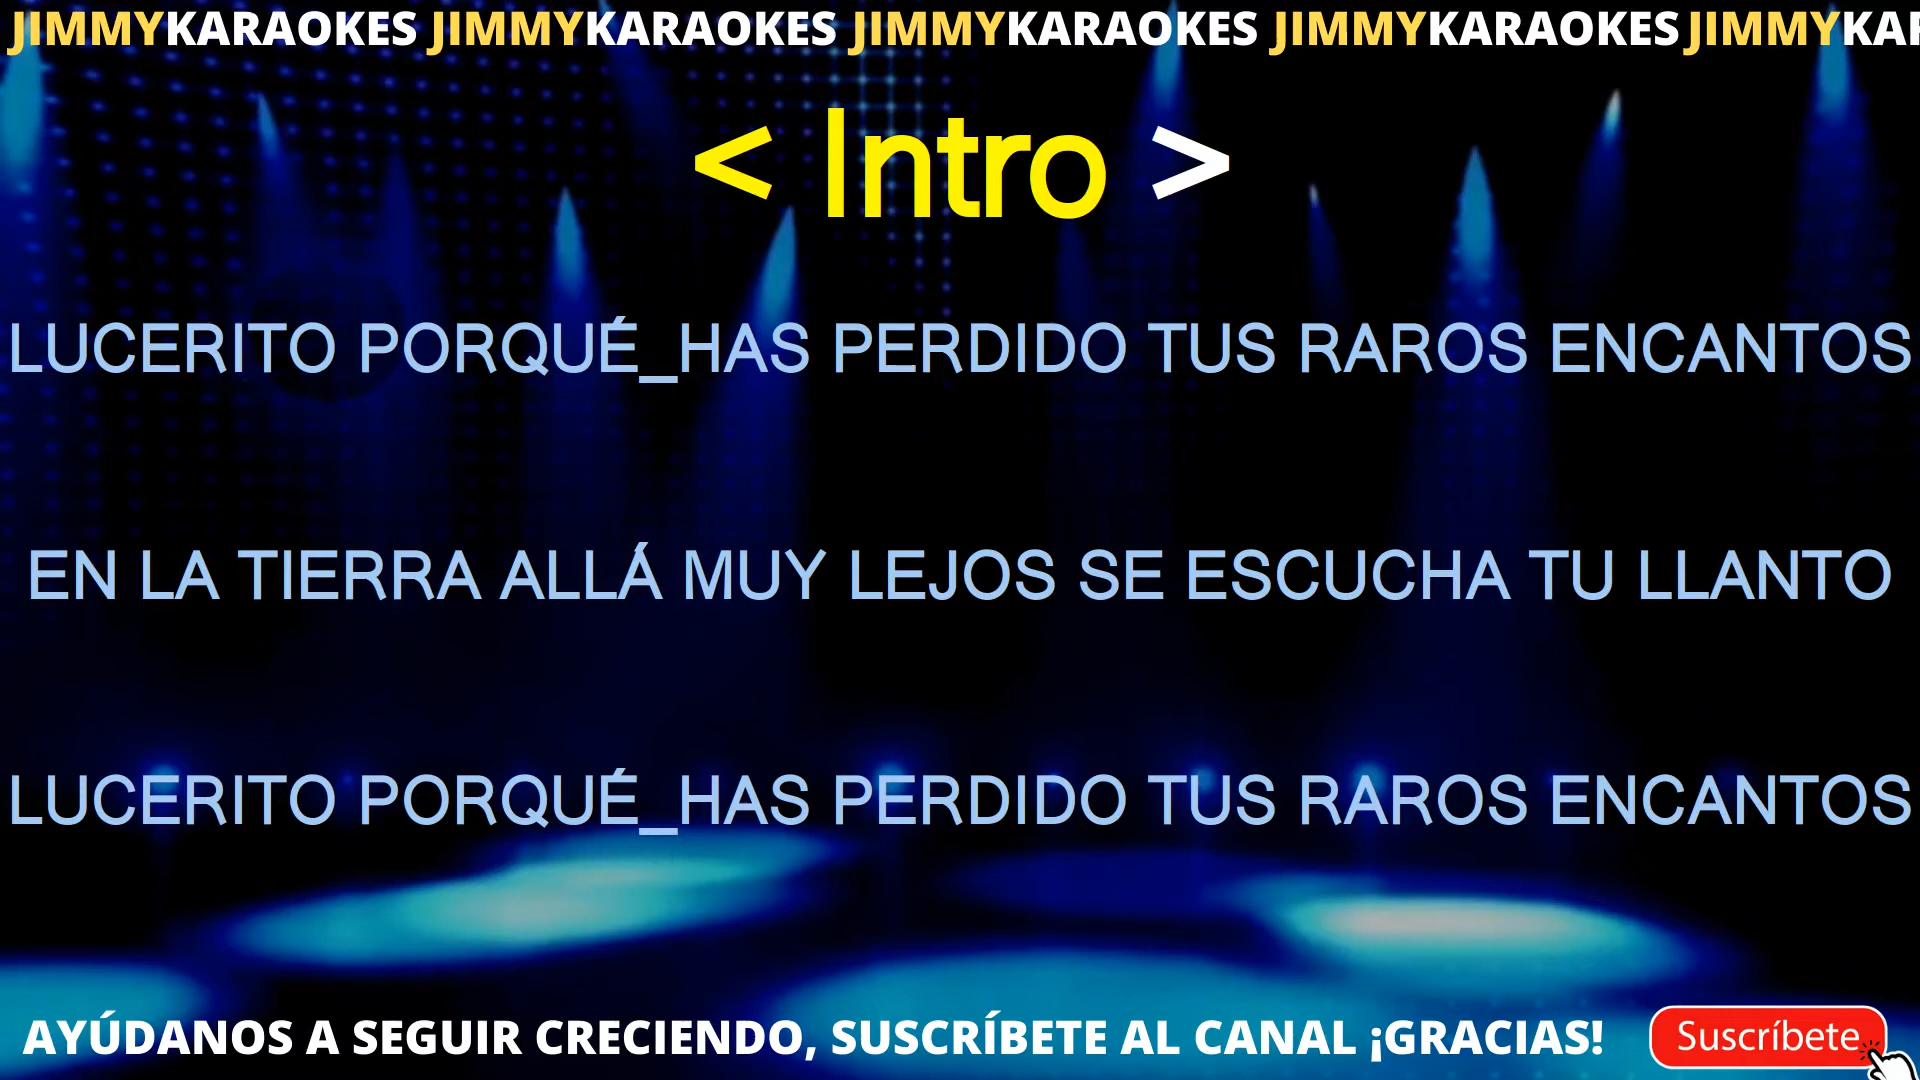 JIMMYKARAOKES JIMMYKARAOKES JIMMYKARAOKES JIMMYKARAOKES JIMMYKAR
< Intro >
LUCERITO PORQUÉ_HAS PERDIDO TUS RAROS ENCANTOS
EN LA TIERRA ALLÁ MUY LEJOS SE ESCUCHA TU LLANTO
LUCERITO PORQUÉ_HAS PERDIDO TUS RAROS ENCANTOS
AYÚDANOS A SEGUIR CRECIENDO, SUSCRÍBETE AL CANAL ¡GRACIAS! Suscríbete